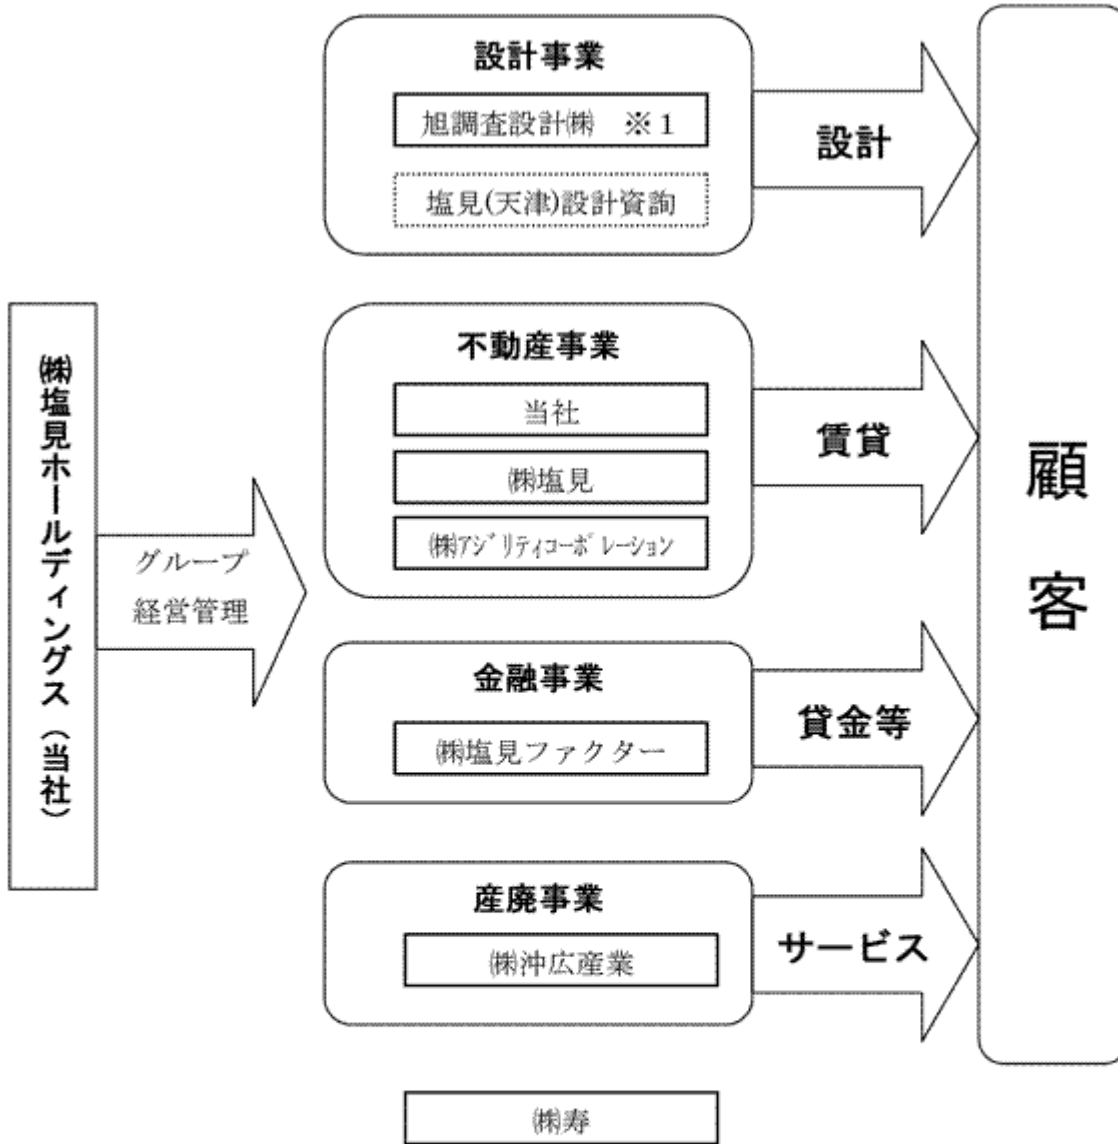 設計事業
旭調査設計㈱ ※1
塩見(天津)設計資詢
設計
㈱塩見ホールディングス（当社）
グループ
経営管理
不動産事業
当社
㈱塩見
㈱アジリティコーポレーション
賃貸
金融事業
㈱塩見ファクター
貸金等
産廃事業
㈱沖広産業
サービス
㈱寿
顧客